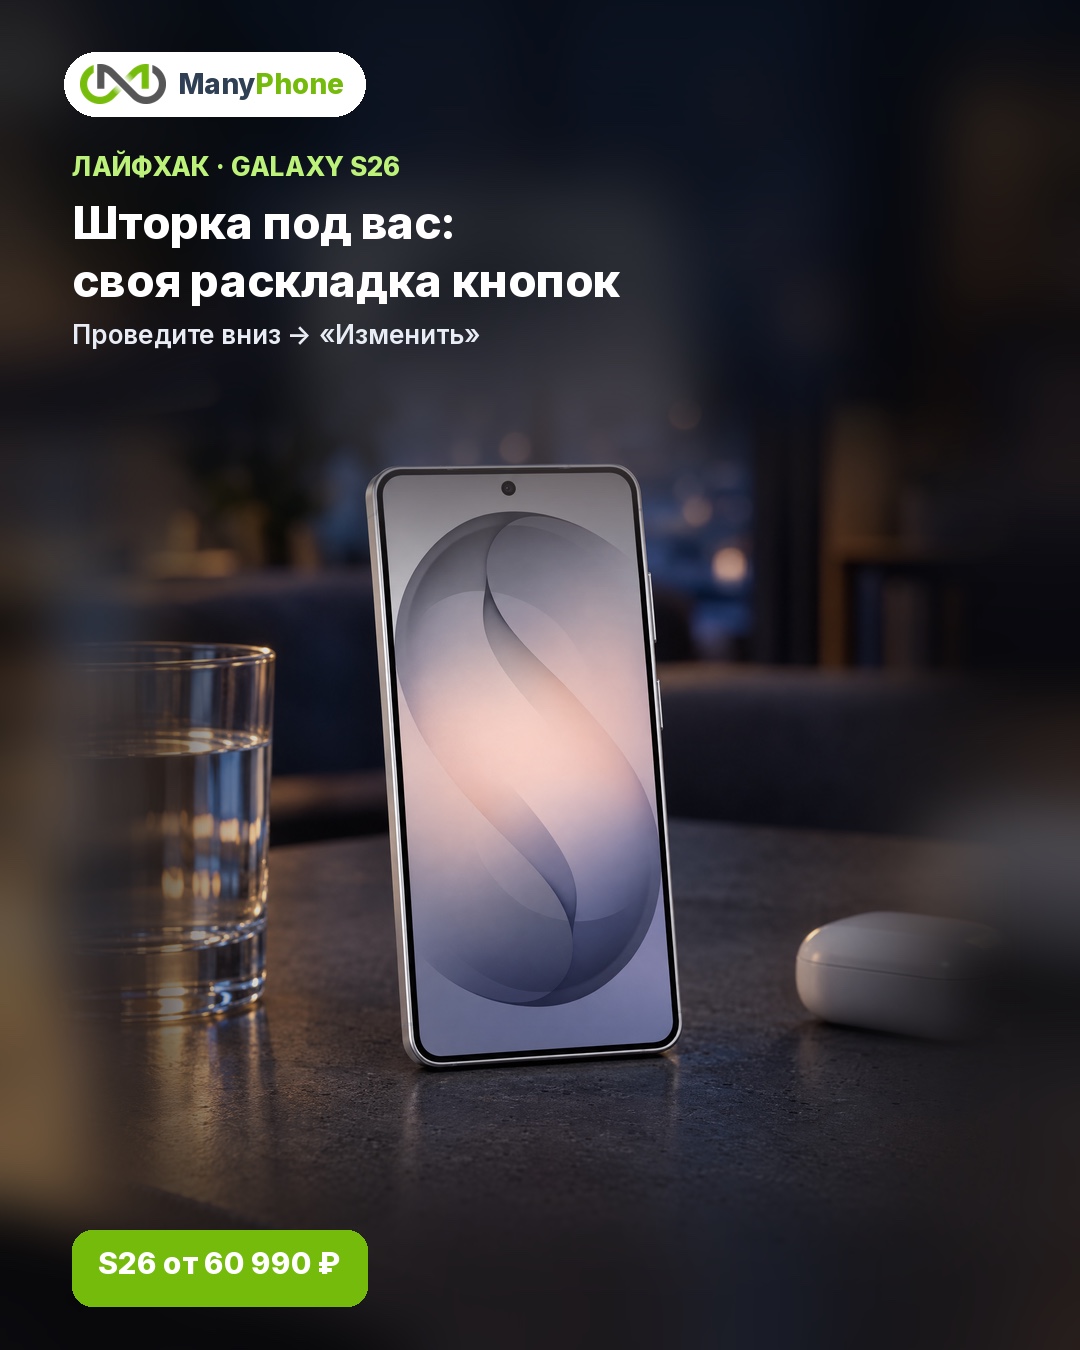 ManyPhone
ЛАЙФХАК · GALAXY S26
Шторка под вас:
своя раскладка кнопок
Проведите вниз → «Изменить»
S26 от 60 990 ₽